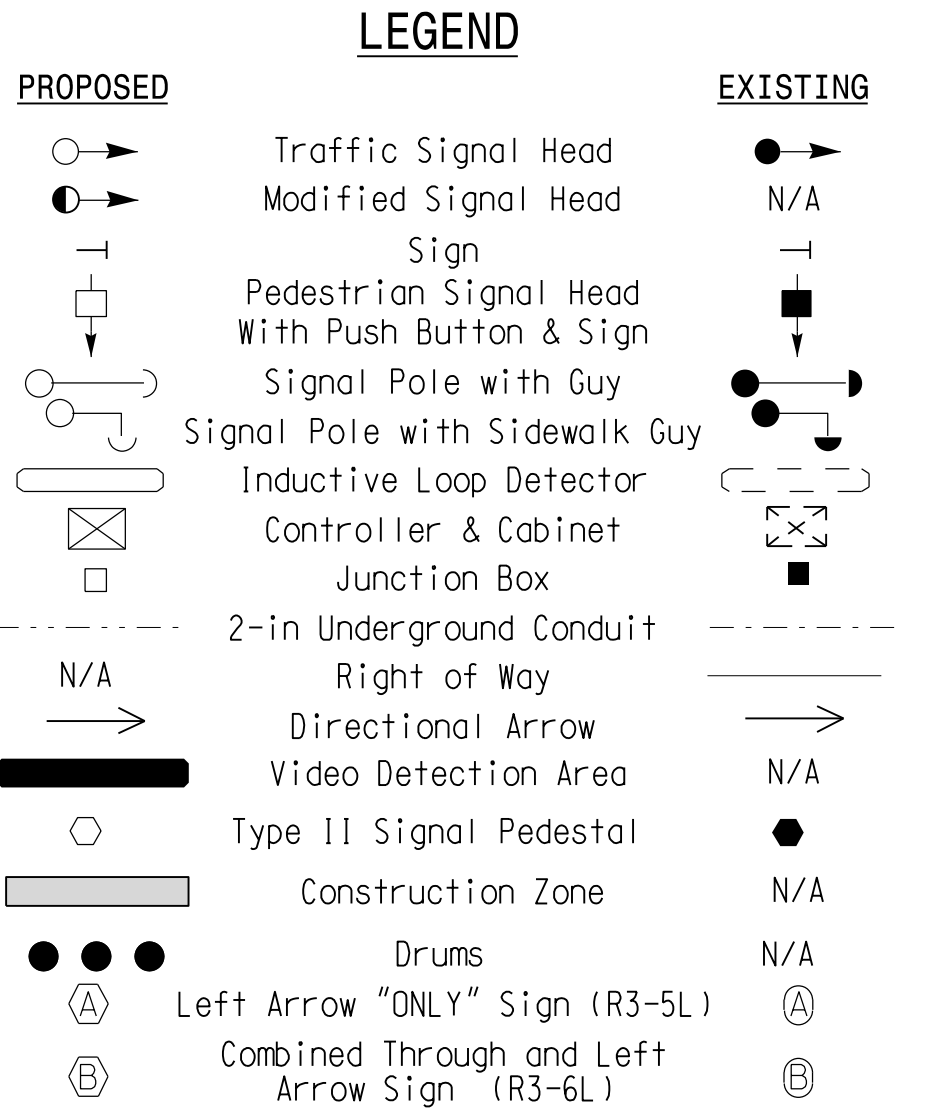 LEGEND
PROPOSED EXISTING
Traffic Signal Head
Modified Signal Head N/A
Sign
Pedestrian Signal Head
With Push Button & Sign
Signal Pole with Guy
Signal Pole with Sidewalk Guy
Inductive Loop Detector
Controller & Cabinet
Junction Box
2-in Underground Conduit
N/A Right of Way
Directional Arrow
Video Detection Area N/A
Type II Signal Pedestal
Construction Zone N/A
Drums N/A
A Left Arrow "ONLY" Sign (R3-5L) A
Combined Through and Left
B Arrow Sign (R3-6L) B